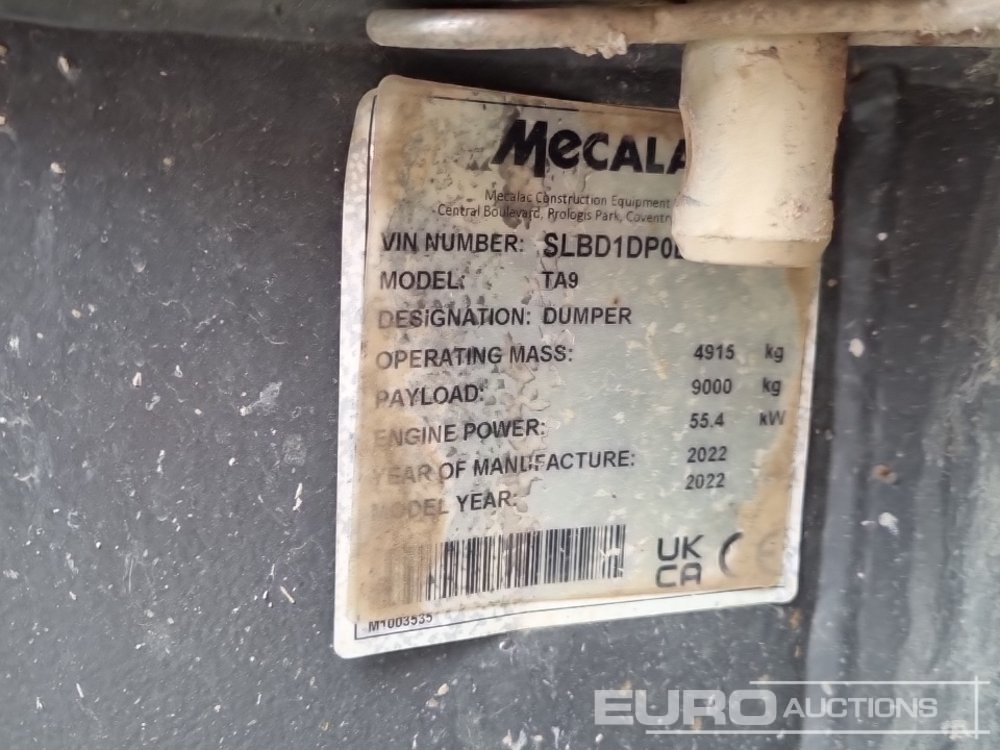 MECALA
Mecalac Construction Equipment
Central Boulevard, Prologis Park, Coventr
VIN NUMBER: SLBD1DP0
MODEL: TA9
DESIGNATION: DUMPER
OPERATING MASS: 4915 kg
PAYLOAD: 9000 kg
ENGINE POWER: 55.4 kW
YEAR OF MANUFACTURE: 2022
MODEL YEAR: 2022
UK
CA
CE
M1003535
EURO AUCTIONS